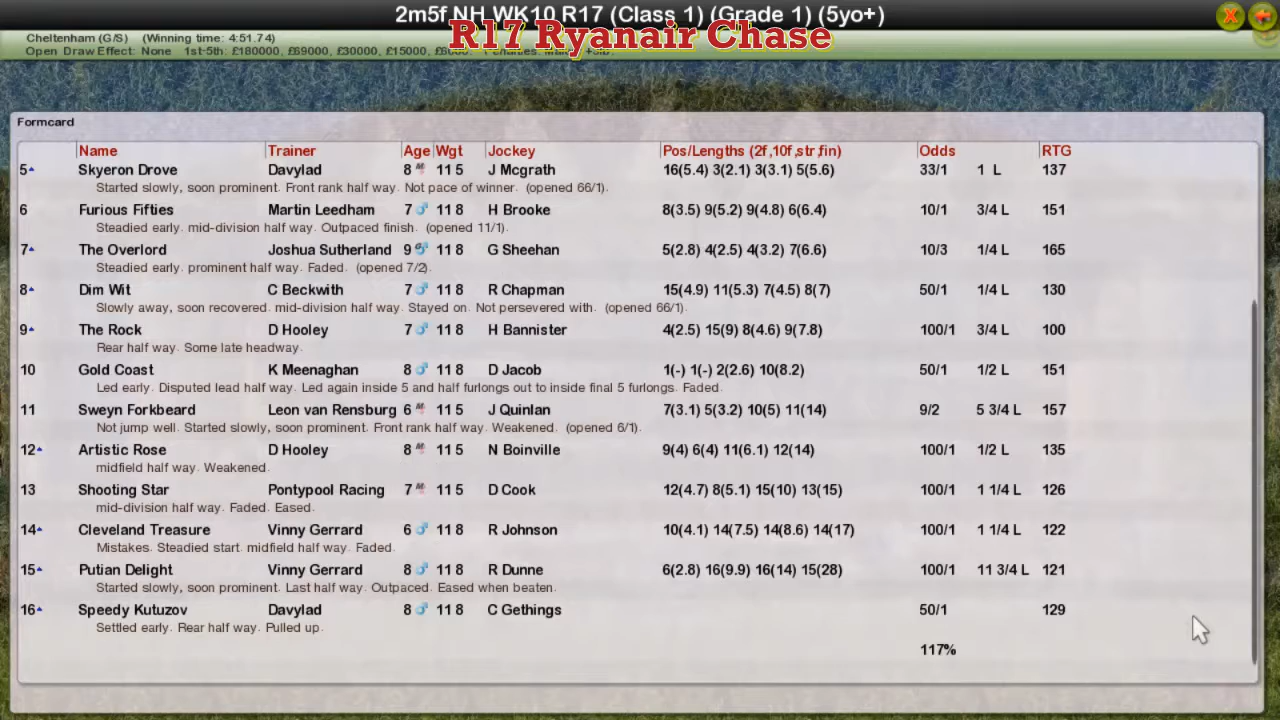 2m5f NH WK10 R17 (Class 1) (Grade 1) (5yo+)
R17 Ryanair Chase
Cheltenham (G/S) (Winning time: 4:51.74)
Open Draw Effect: None 1st-5th: £180000, £69000, £30000, £15000,
Formcard
Name Trainer Age Wgt Jockey Pos/Lengths (2f,10f,str,fin) Odds RTG
5 Skyeron Drove Davylad 8 11 5 J Mcgrath 16(5.4) 3(2.1) 3(3.1) 5(5.6) 33/1 1 L 137
Started slowly, soon prominent. Front rank half way. Not pace of winner. (opened 66/1).
6 Furious Fifties Martin Leedham 7 11 8 H Brooke 8(3.5) 9(5.2) 9(4.8) 6(6.4) 10/1 3/4 L 151
Steadied early. mid-division half way. Outpaced finish. (opened 11/1).
7 The Overlord Joshua Sutherland 9 11 8 G Sheehan 5(2.8) 4(2.5) 4(3.2) 7(6.6) 10/3 1/4 L 165
Steadied early. prominent half way. Faded. (opened 7/2).
8 Dim Wit C Beckwith 7 11 8 R Chapman 15(4.9) 11(5.3) 7(4.5) 8(7) 50/1 1/4 L 130
Slowly away, soon recovered. mid-division half way. Stayed on. Not persevered with. (opened 66/1).
9 The Rock D Hooley 7 11 8 H Bannister 4(2.5) 15(9) 8(4.6) 9(7.8) 100/1 3/4 L 100
Rear half way. Some late headway.
10 Gold Coast K Meenaghan 8 11 8 D Jacob 1(-) 1(-) 2(2.6) 10(8.2) 50/1 1/2 L 151
Led early. Disputed lead half way. Led again inside 5 and half furlongs out to inside final 5 furlongs. Faded.
11 Sweyn Forkbeard Leon van Rensburg 6 11 5 J Quinlan 7(3.1) 5(3.2) 10(5) 11(14) 9/2 5 3/4 L 157
Not jump well. Started slowly, soon prominent. Front rank half way. Weakened. (opened 6/1).
12 Artistic Rose D Hooley 8 11 5 N Boinville 9(4) 6(4) 11(6.1) 12(14) 100/1 1/2 L 135
midfield half way. Weakened.
13 Shooting Star Pontypool Racing 7 11 5 D Cook 12(4.7) 8(5.1) 15(10) 13(15) 100/1 1 1/4 L 126
mid-division half way. Faded. Eased.
14 Cleveland Treasure Vinny Gerrard 6 11 8 R Johnson 10(4.1) 14(7.5) 14(8.6) 14(17) 100/1 1 1/4 L 122
Mistakes. Steadied start. midfield half way. Faded.
15 Putian Delight Vinny Gerrard 8 11 8 R Dunne 6(2.8) 16(9.9) 16(14) 15(28) 100/1 11 3/4 L 121
Started slowly, soon prominent. Last half way. Outpaced. Eased when beaten.
16 Speedy Kutuzov Davylad 8 11 8 C Gethings 50/1 129
Settled early. Rear half way. Pulled up.
117%